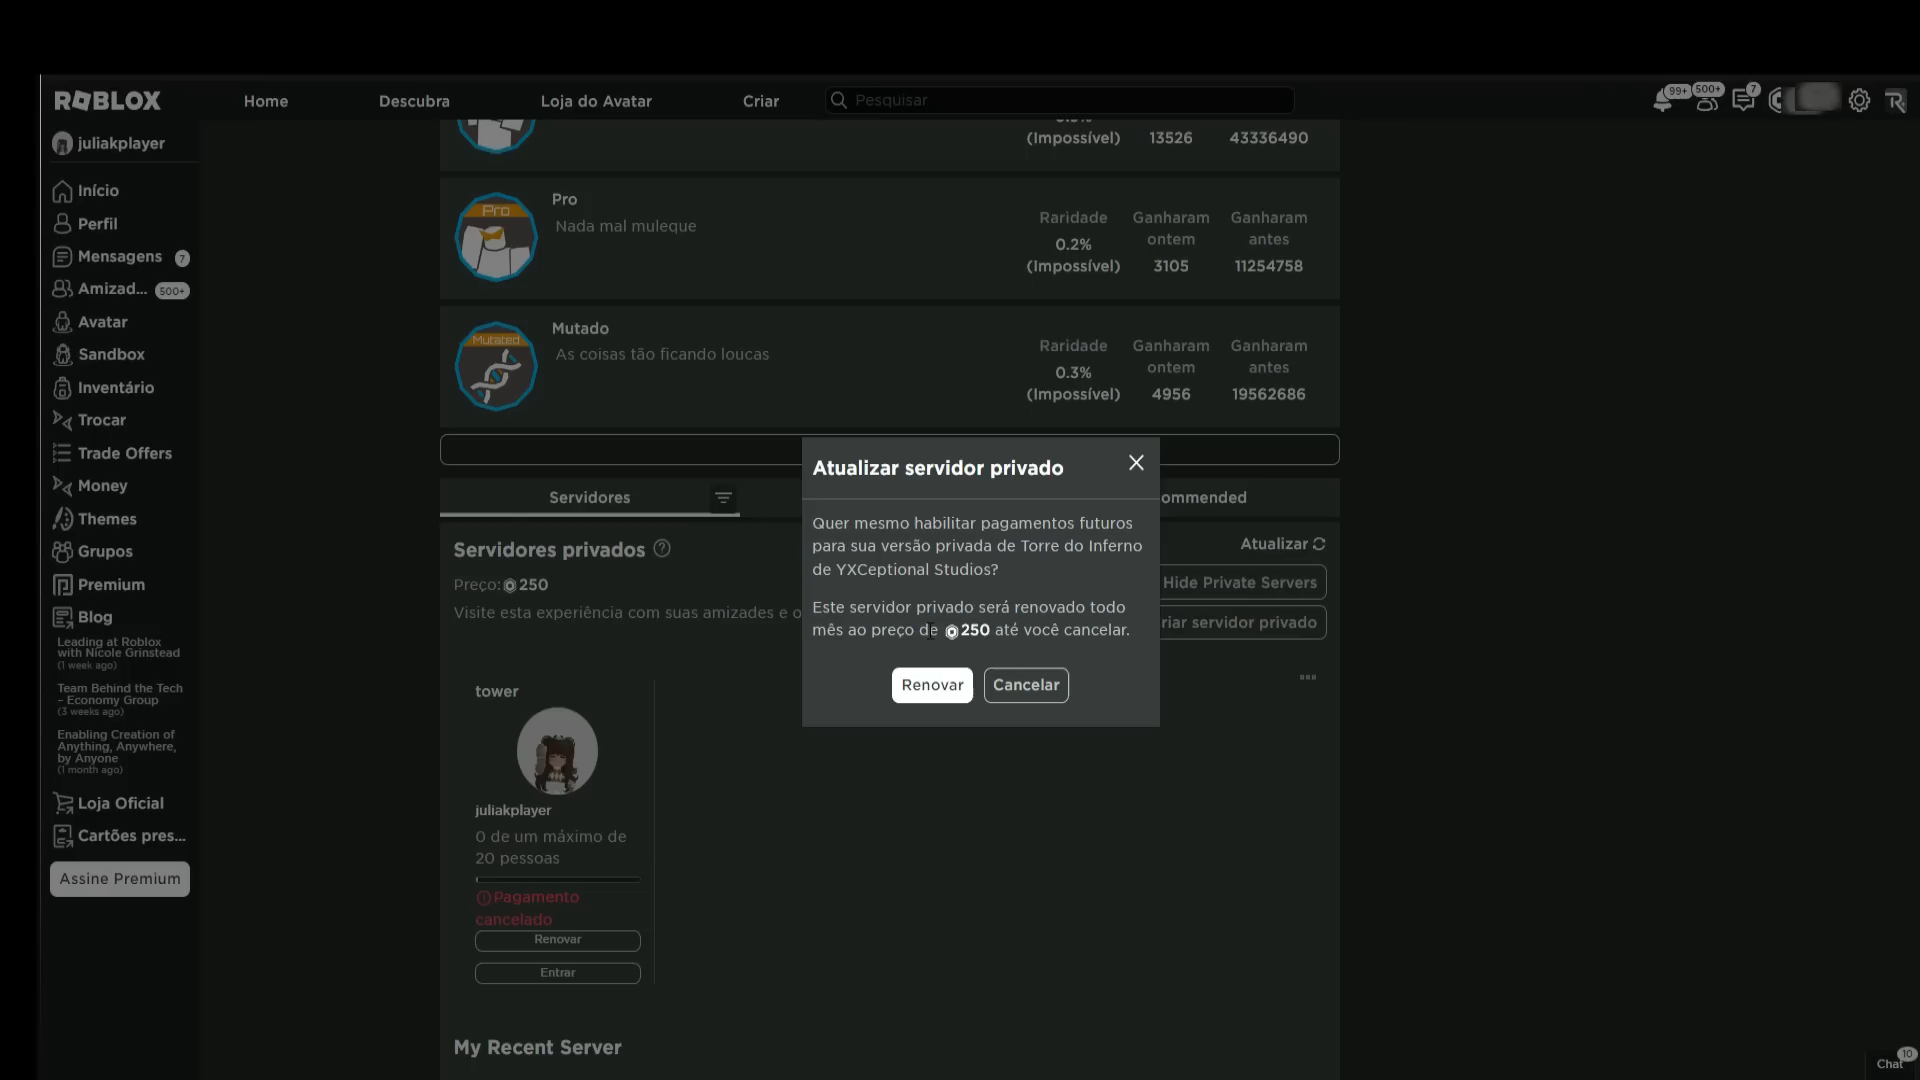 ROBLOX
Home
Descubra
Loja do Avatar
Criar
Pesquisar
99+
500+
7
juliakplayer
Início
Perfil
Mensagens 7
Amizad... 500+
Avatar
Sandbox
Inventário
Trocar
Trade Offers
Money
Themes
Grupos
Premium
Blog
Leading at Roblox
with Nicole Grinstead
(1 week ago)
Team Behind the Tech
- Economy Group
(3 weeks ago)
Enabling Creation of
Anything, Anywhere,
by Anyone
(1 month ago)
Loja Oficial
Cartões pres...
Assine Premium
(Impossível) 13526 43336490
Pro
Pro
Nada mal muleque
Raridade Ganharam Ganharam
ontem antes
0.2%
(Impossível) 3105 11254758
Mutated
Mutado
As coisas tão ficando loucas
Raridade Ganharam Ganharam
ontem antes
0.3%
(Impossível) 4956 19562686
Servidores
ommended
Servidores privados
Atualizar
Preço: 250
Hide Private Servers
Visite esta experiência com suas amizades e o
riar servidor privado
Atualizar servidor privado
Quer mesmo habilitar pagamentos futuros
para sua versão privada de Torre do Inferno
de YXCeptional Studios?
Este servidor privado será renovado todo
mês ao preço de 250 até você cancelar.
Renovar
Cancelar
tower
juliakplayer
0 de um máximo de
20 pessoas
Pagamento
cancelado
Renovar
Entrar
My Recent Server
Chat 10